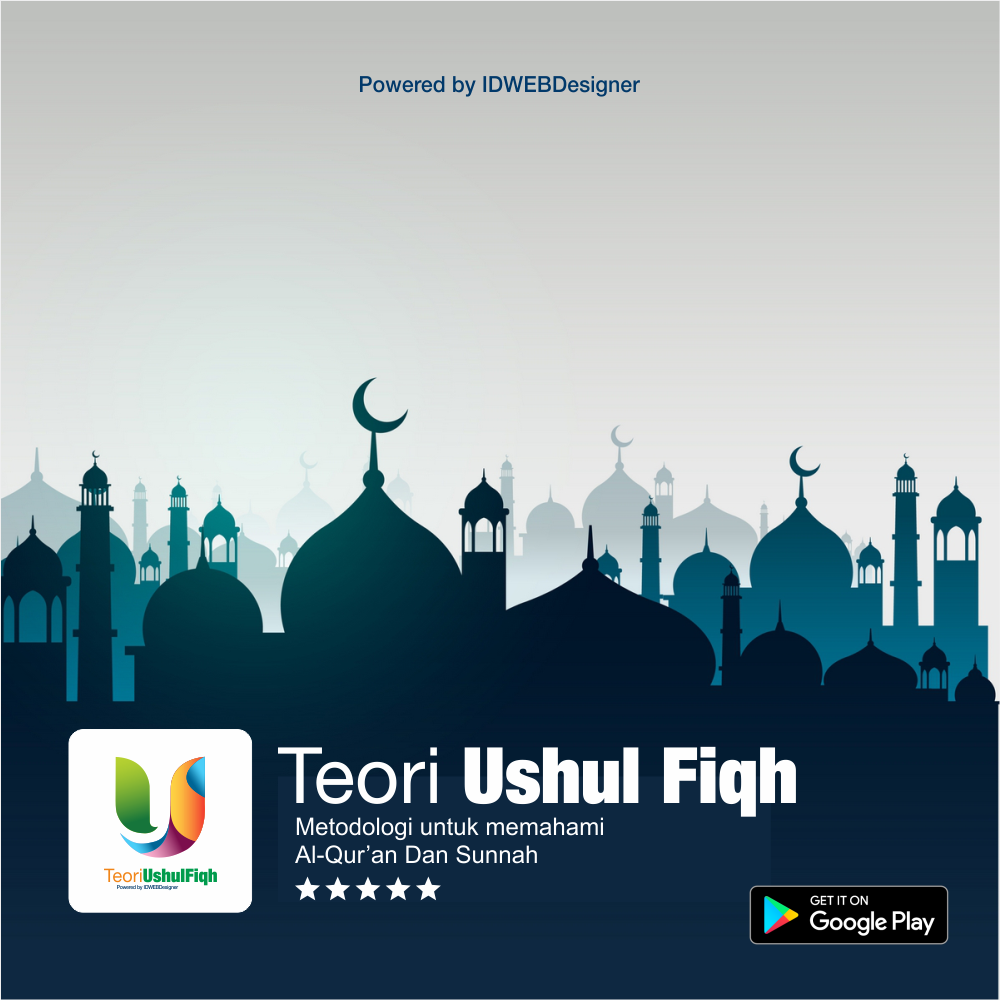 Powered by IDWEBDesigner
Teori Ushul Fiqh
Metodologi untuk memahami
Al-Qur’an Dan Sunnah
TeoriUshulFiqh
Powered by IDWEBDesigner
GET IT ON
Google Play